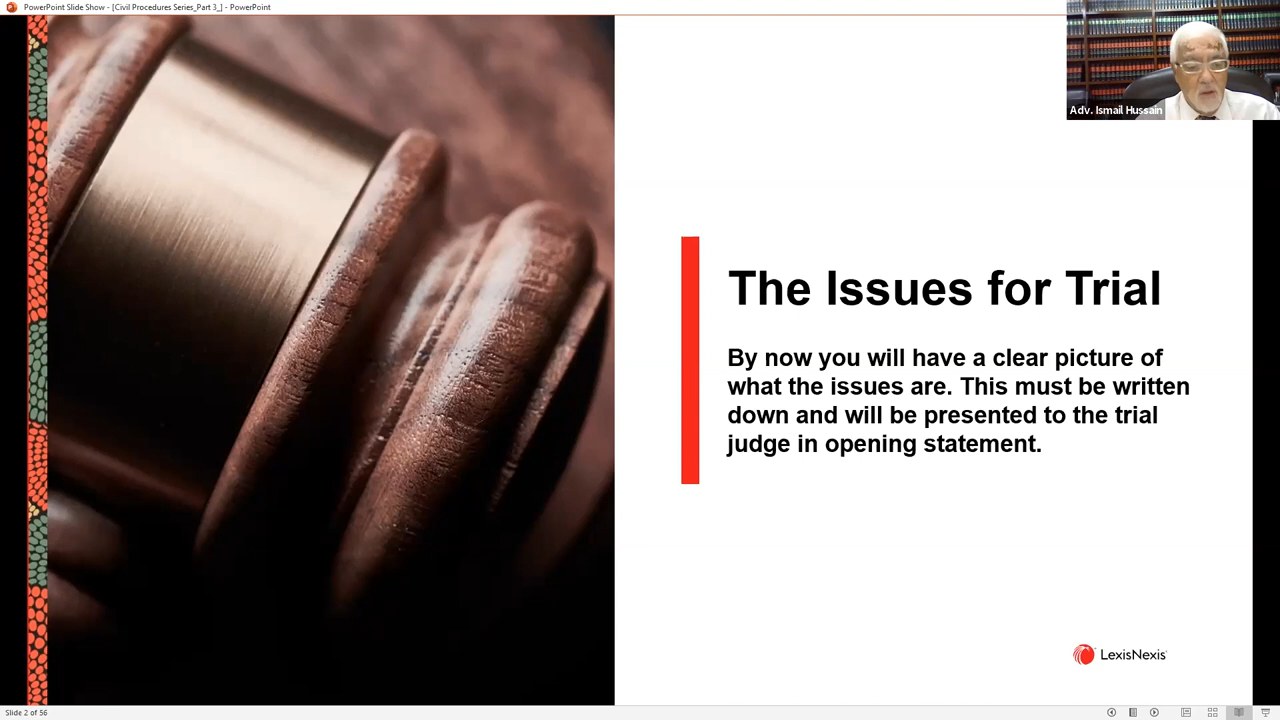 PowerPoint Slide Show - [Civil Procedures Series_Part 3_] - PowerPoint
Adv. Ismail Hussain
The Issues for Trial
By now you will have a clear picture of
what the issues are. This must be written
down and will be presented to the trial
judge in opening statement.
LexisNexis
Slide 2 of 56